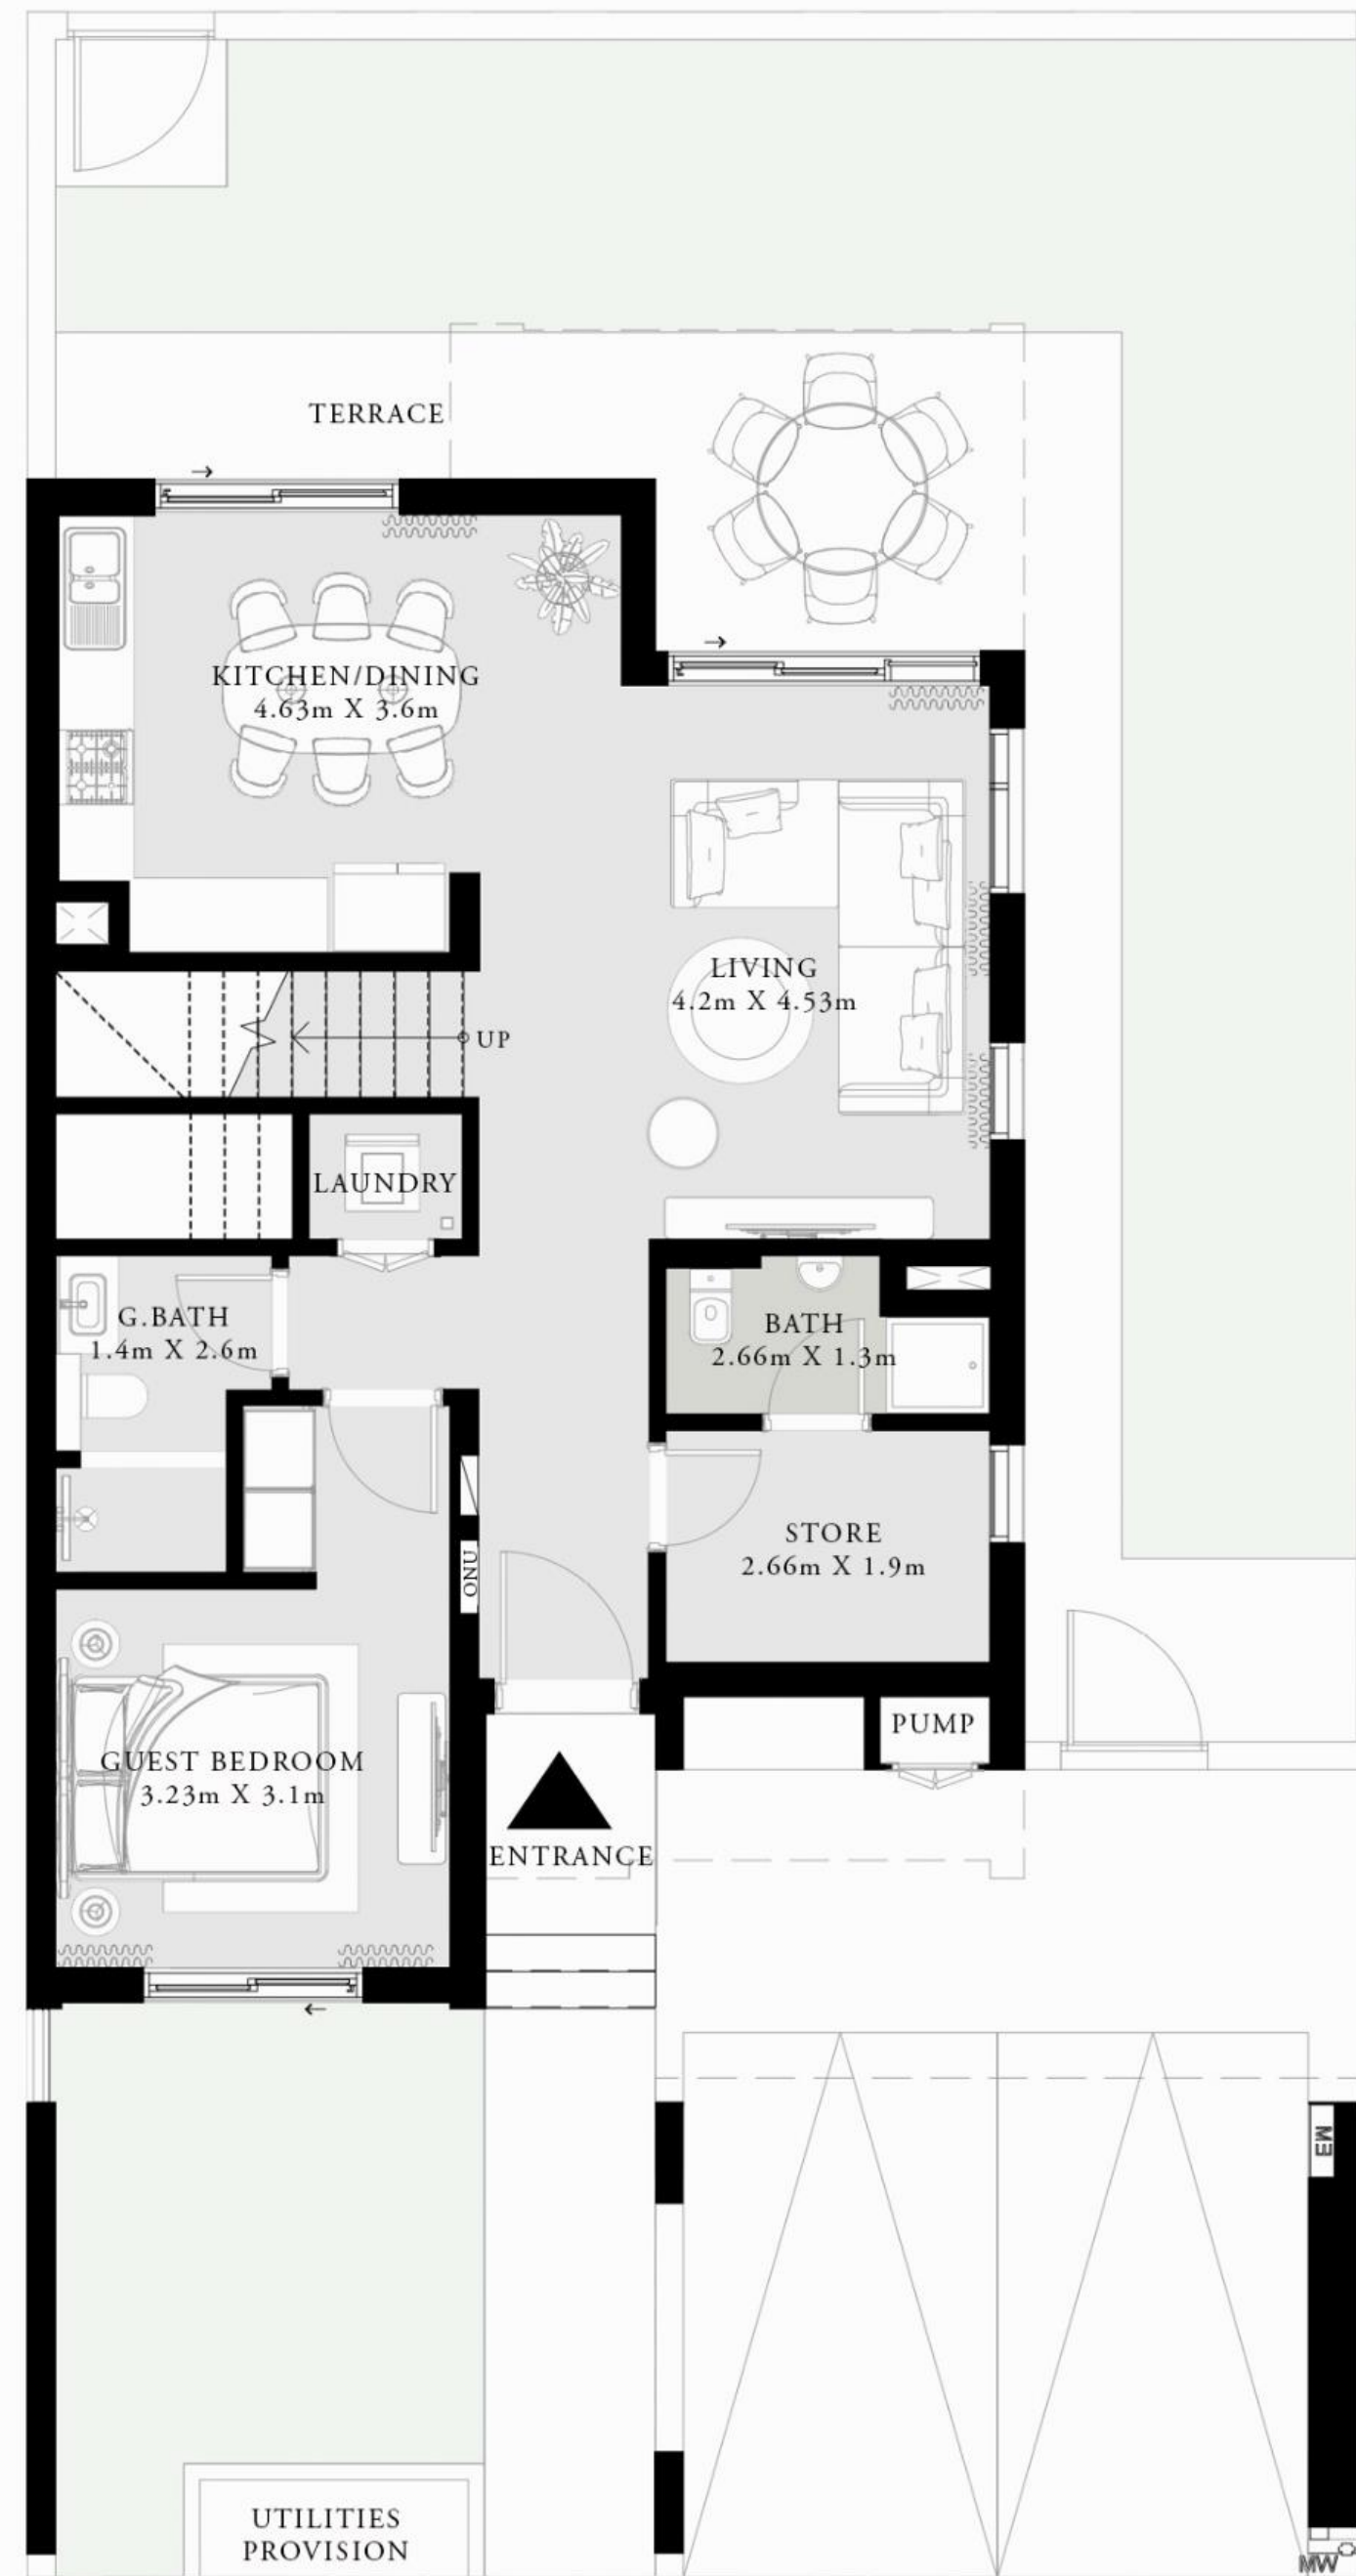 TERRACE
KITCHEN/DINING
4.63m X 3.6m
LIVING
4.2m X 4.53m
UP
LAUNDRY
G.BATH
1.4m X 2.6m
BATH
2.66m X 1.3m
STORE
2.66m X 1.9m
ONU
PUMP
GUEST BEDROOM
3.23m X 3.1m
ENTRANCE
EM
UTILITIES
PROVISION
MW